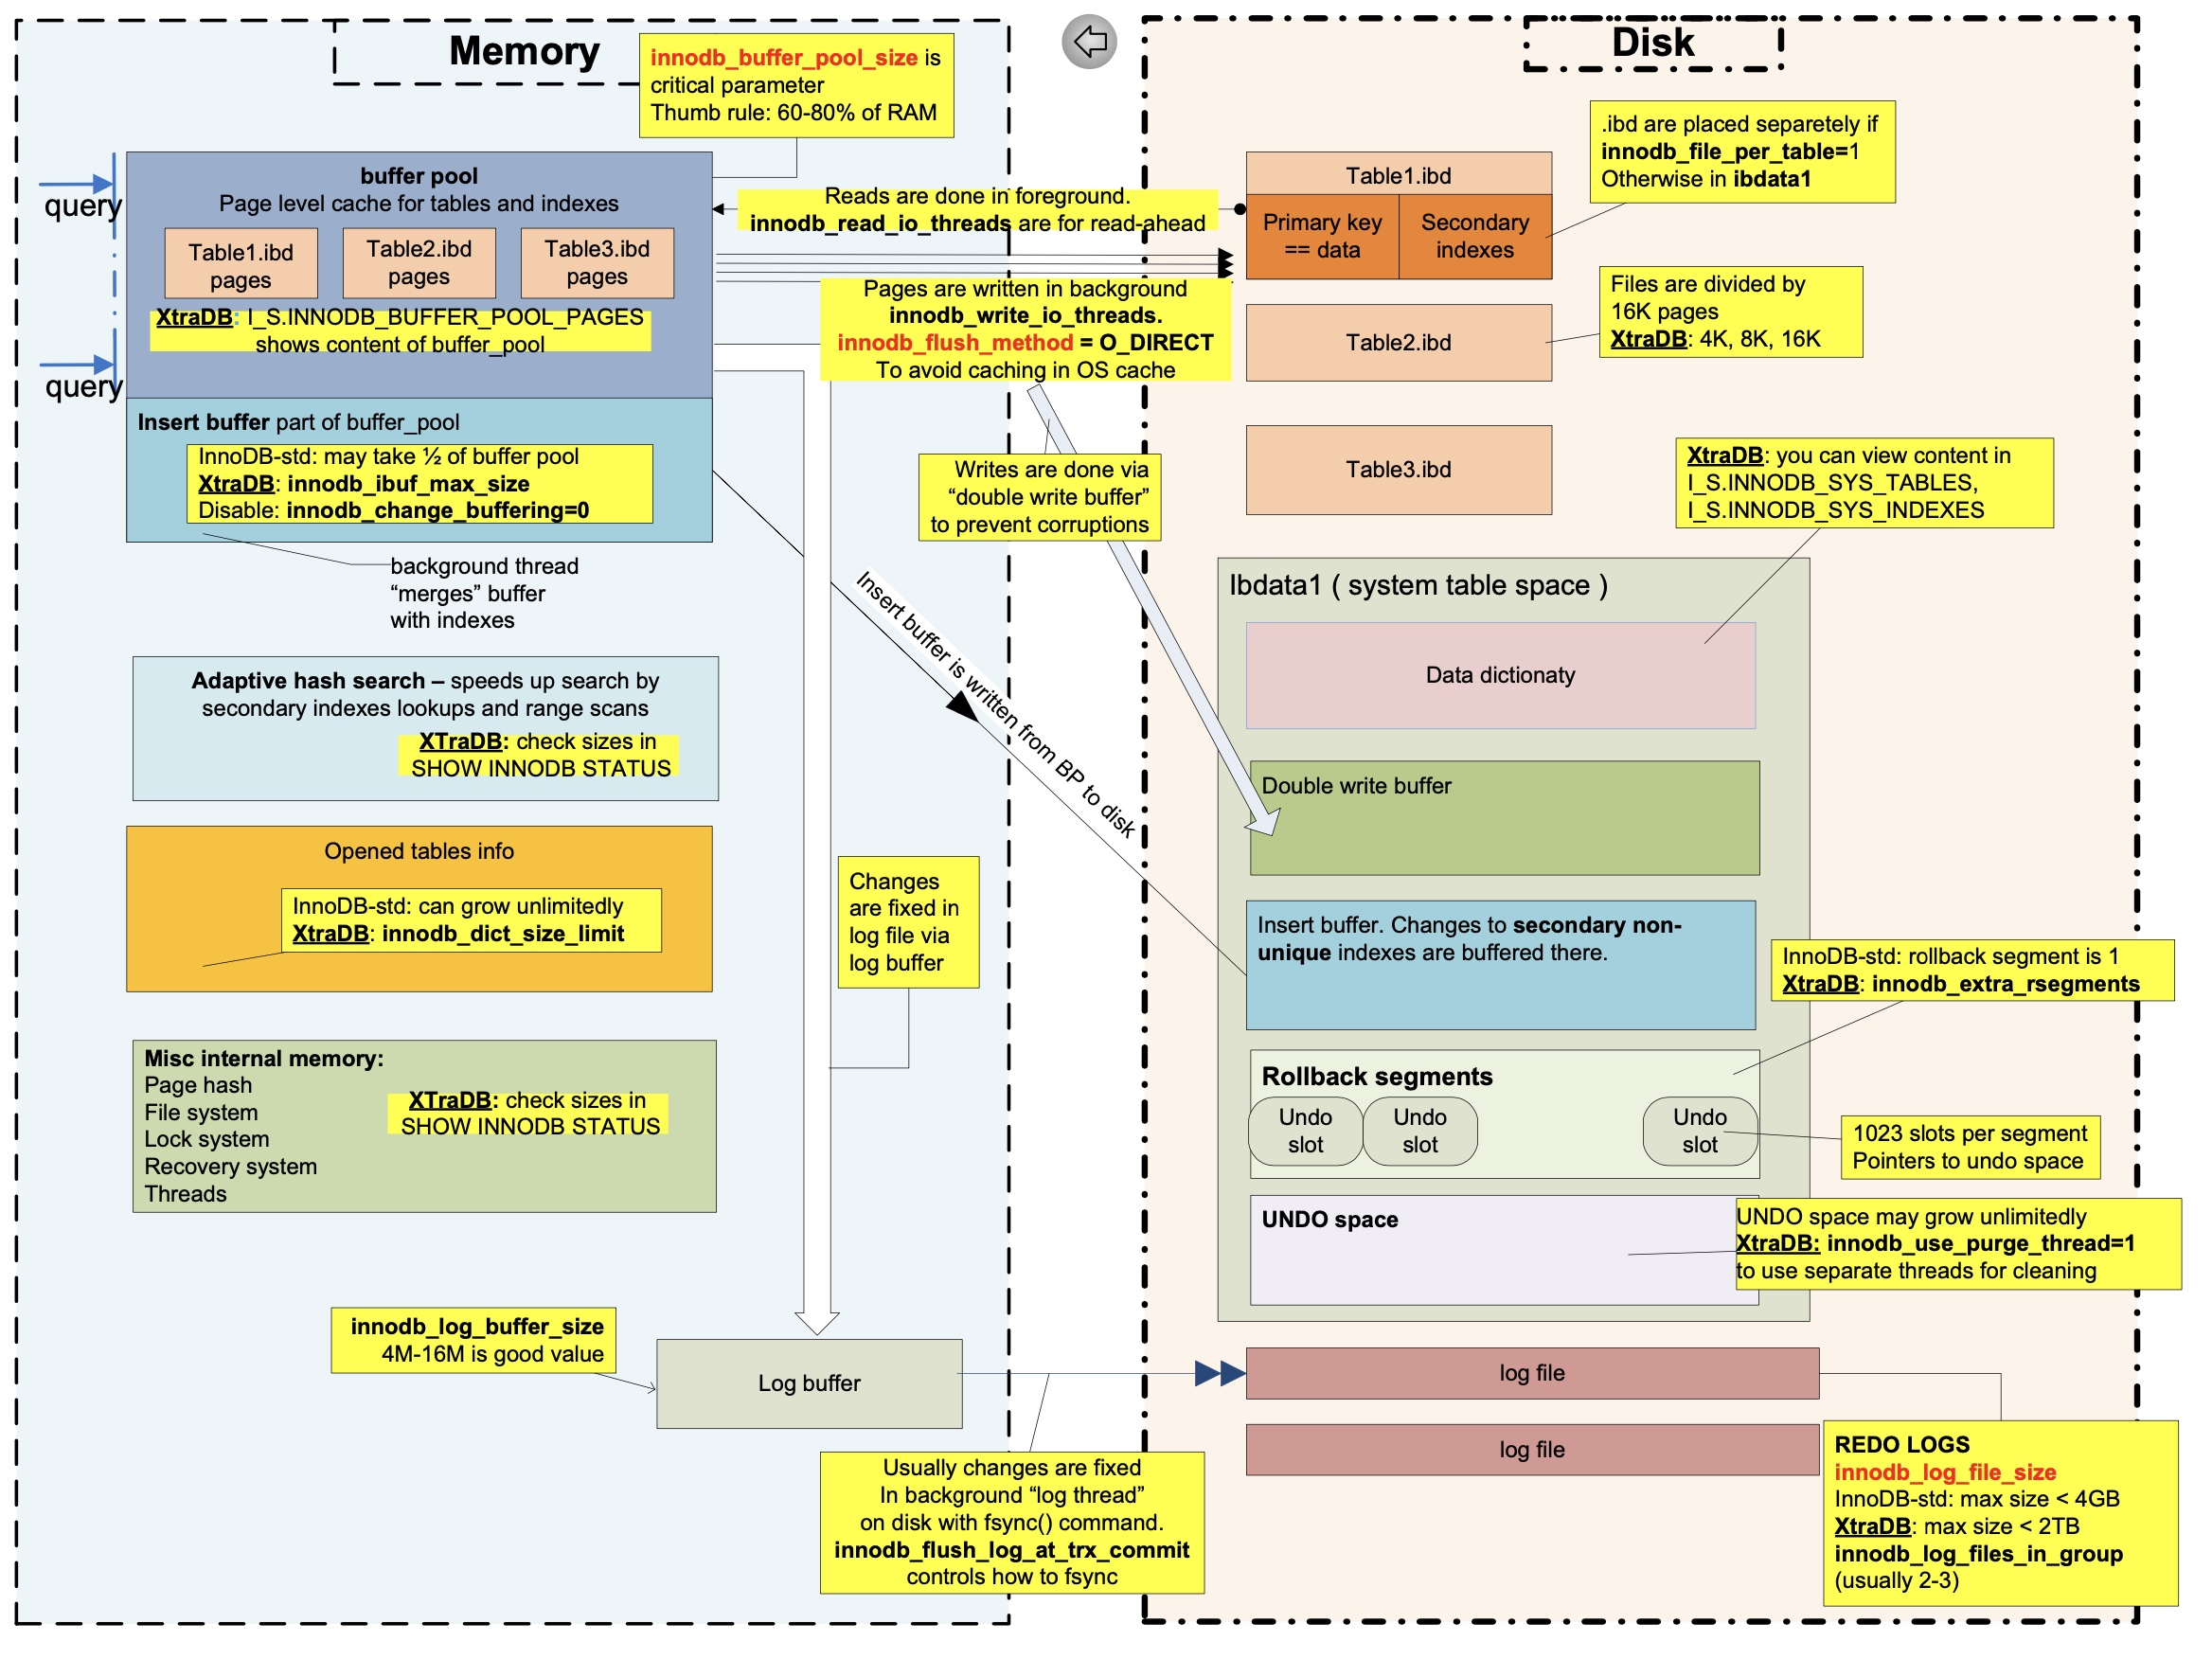 Memory
innodb_buffer_pool_size is
critical parameter
Thumb rule: 60-80% of RAM
query
query
buffer pool
Page level cache for tables and indexes
Table1.ibd
pages
Table2.ibd
pages
Table3.ibd
pages
XtraDB: I_S.INNODB_BUFFER_POOL_PAGES
shows content of buffer_pool
Insert buffer part of buffer_pool
InnoDB-std: may take ½ of buffer pool
XtraDB: innodb_ibuf_max_size
Disable: innodb_change_buffering=0
background thread
“merges” buffer
with indexes
Adaptive hash search – speeds up search by
secondary indexes lookups and range scans
XTraDB: check sizes in
SHOW INNODB STATUS
Opened tables info
InnoDB-std: can grow unlimitedly
XtraDB: innodb_dict_size_limit
Misc internal memory:
Page hash
File system
Lock system
Recovery system
Threads
XTraDB: check sizes in
SHOW INNODB STATUS
innodb_log_buffer_size
4M-16M is good value
Log buffer
Reads are done in foreground.
innodb_read_io_threads are for read-ahead
Pages are written in background
innodb_write_io_threads.
innodb_flush_method = O_DIRECT
To avoid caching in OS cache
Writes are done via
“double write buffer”
to prevent corruptions
Insert buffer is written from BP to disk
Changes
are fixed in
log file via
log buffer
Usually changes are fixed
In background “log thread”
on disk with fsync() command.
innodb_flush_log_at_trx_commit
controls how to fsync
Disk
.ibd are placed separetely if
innodb_file_per_table=1
Otherwise in ibdata1
Table1.ibd
Primary key
== data
Secondary
indexes
Files are divided by
16K pages
XtraDB: 4K, 8K, 16K
Table2.ibd
Table3.ibd
XtraDB: you can view content in
I_S.INNODB_SYS_TABLES,
I_S.INNODB_SYS_INDEXES
Ibdata1 ( system table space )
Data dictionaty
Double write buffer
Insert buffer. Changes to secondary non-
unique indexes are buffered there.
InnoDB-std: rollback segment is 1
XtraDB: innodb_extra_rsegments
Rollback segments
Undo
slot
Undo
slot
Undo
slot
1023 slots per segment
Pointers to undo space
UNDO space
UNDO space may grow unlimitedly
XtraDB: innodb_use_purge_thread=1
to use separate threads for cleaning
log file
log file
REDO LOGS
innodb_log_file_size
InnoDB-std: max size < 4GB
XtraDB: max size < 2TB
innodb_log_files_in_group
(usually 2-3)